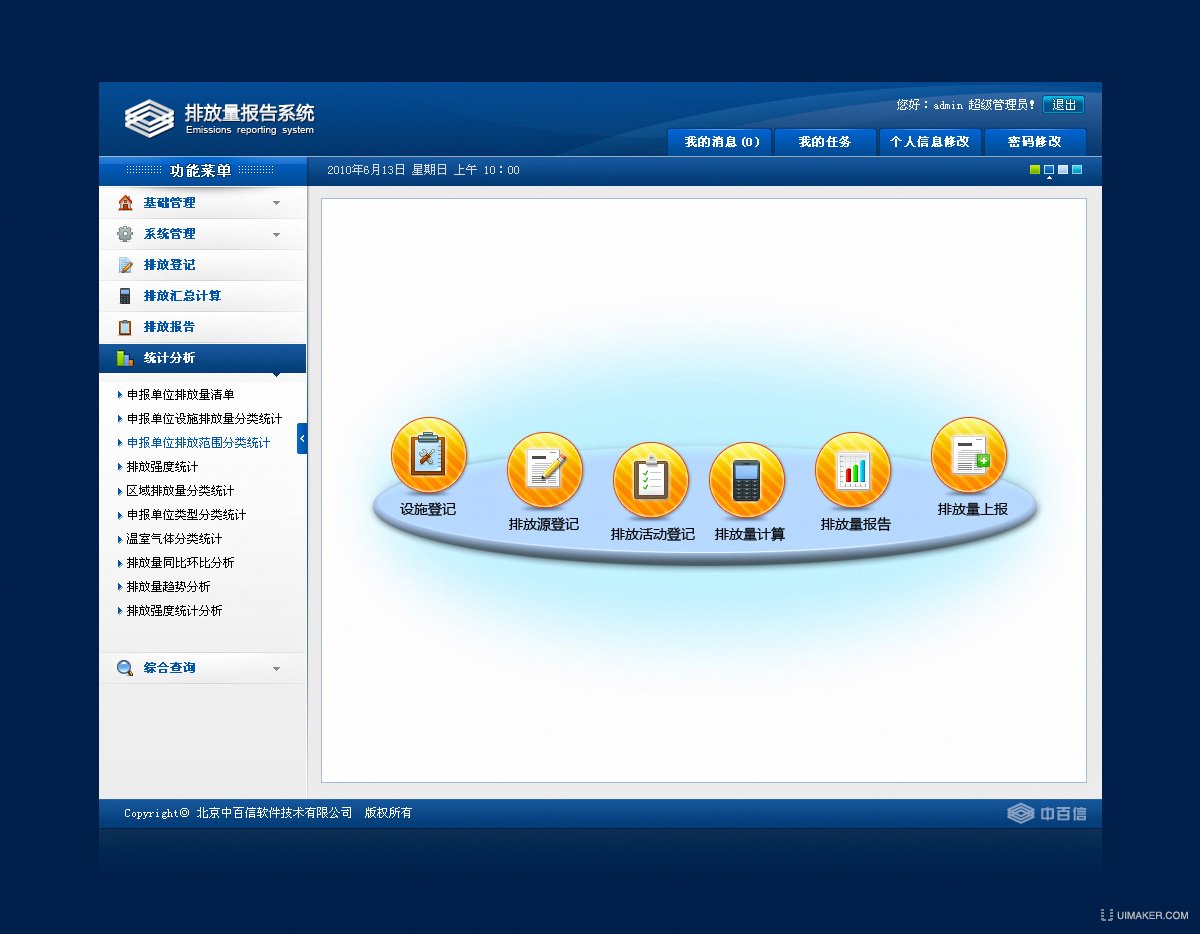 排放量报告系统
Emissions reporting system
您好：admin 超级管理员!
退出
我的消息(0)
我的任务
个人信息修改
密码修改
功能菜单
2010年6月13日 星期日 上午 10：00
基础管理
系统管理
排放登记
排放汇总计算
排放报告
统计分析
申报单位排放量清单
申报单位设施排放量分类统计
申报单位排放范围分类统计
排放强度统计
区域排放量分类统计
申报单位类型分类统计
温室气体分类统计
排放量同比环比分析
排放量趋势分析
排放强度统计分析
综合查询
设施登记
排放源登记
排放活动登记
排放量计算
排放量报告
排放量上报
Copyright© 北京中百信软件技术有限公司 版权所有
中百信
UIMAKER.COM